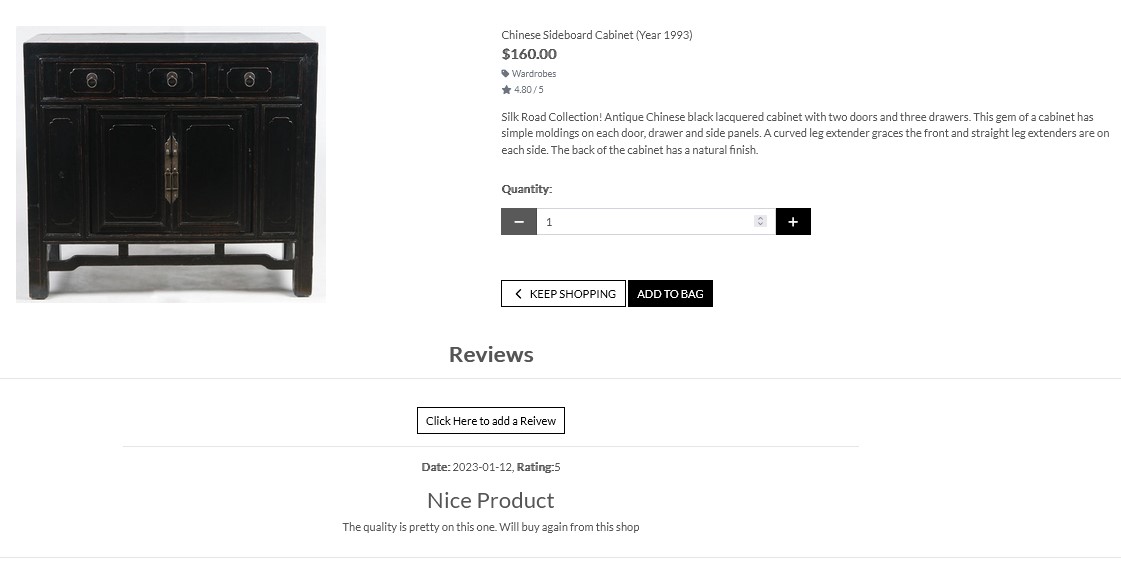 Chinese Sideboard Cabinet (Year 1993)
$160.00
Wardrobes
4.80 / 5
Silk Road Collection! Antique Chinese black lacquered cabinet with two doors and three drawers. This gem of a cabinet has
simple moldings on each door, drawer and side panels. A curved leg extender graces the front and straight leg extenders are on
each side. The back of the cabinet has a natural finish.
Quantity:
1
KEEP SHOPPING
ADD TO BAG
Reviews
Click Here to add a Reivew
Date: 2023-01-12, Rating:5
Nice Product
The quality is pretty on this one. Will buy again from this shop